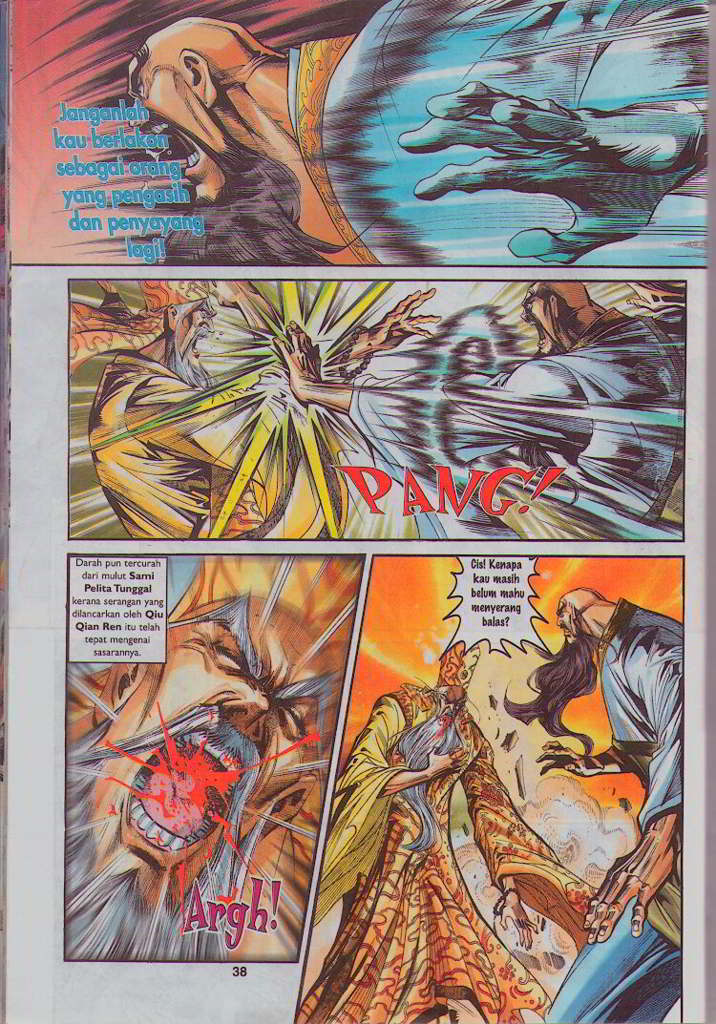 Janganlah
kau berlakon
sebagai orang
yang pengasih
dan penyayang
lagi!
PANG!
Darah pun tercurah
dari mulut Sami
Pelita Tunggal
kerana serangan yang
dilancarkan oleh Qiu
Qian Ren itu telah
tepat mengenai
sasarannya.
Cis! Kenapa
kau masih
belum mahu
menyerang
balas?
Argh!
38